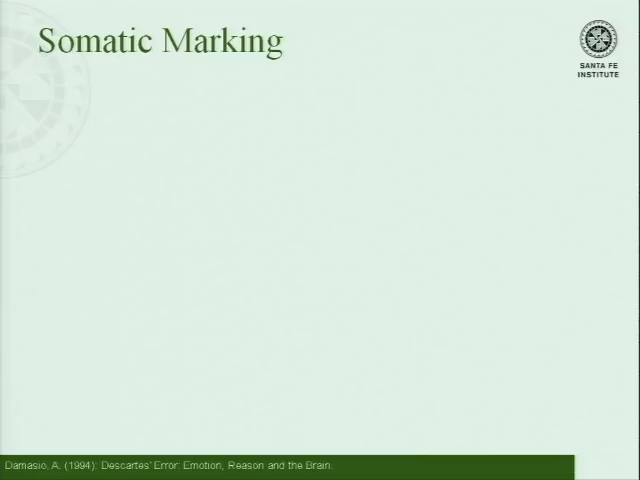 Somatic Marking
SANTA FE
INSTITUTE
Damasio, A. (1994): Descartes' Error: Emotion, Reason and the Brain.